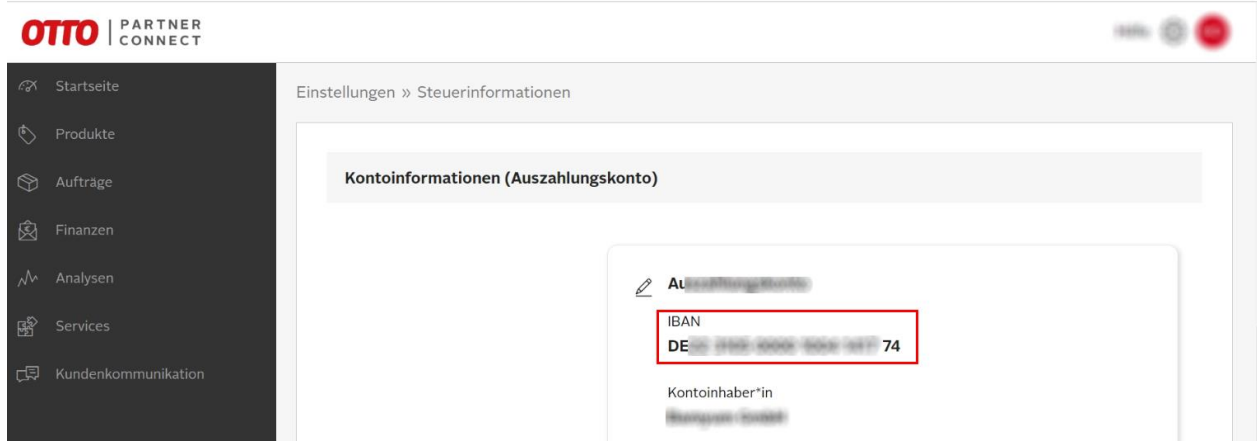 OTTO
PARTNER
CONNECT
Startseite
Produkte
Aufträge
Finanzen
Analysen
Services
Kundenkommunikation
Einstellungen » Steuerinformationen
Kontoinformationen (Auszahlungskonto)
IBAN
DE 74
Kontoinhaber*in